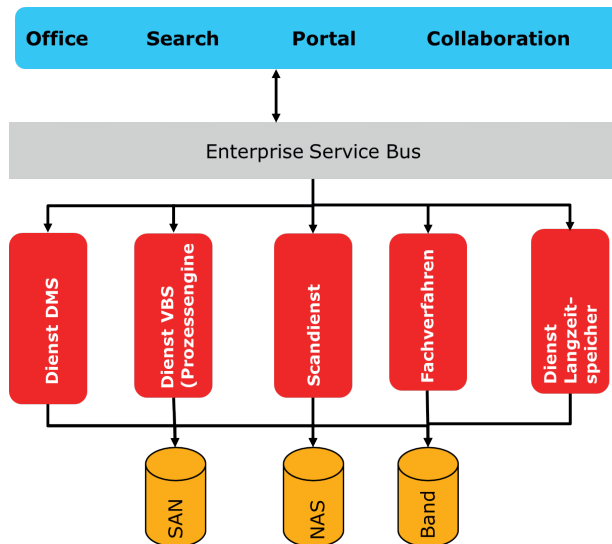 Office Search Portal Collaboration
Enterprise Service Bus
Dienst DMS
Dienst VBS
(Prozessengine
Scandienst
Fachverfahren
Dienst
Langzeit-
speicher
SAN
NAS
Band